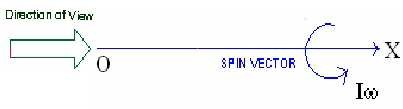 Direction of View
O
SPIN VECTOR
X
Iω